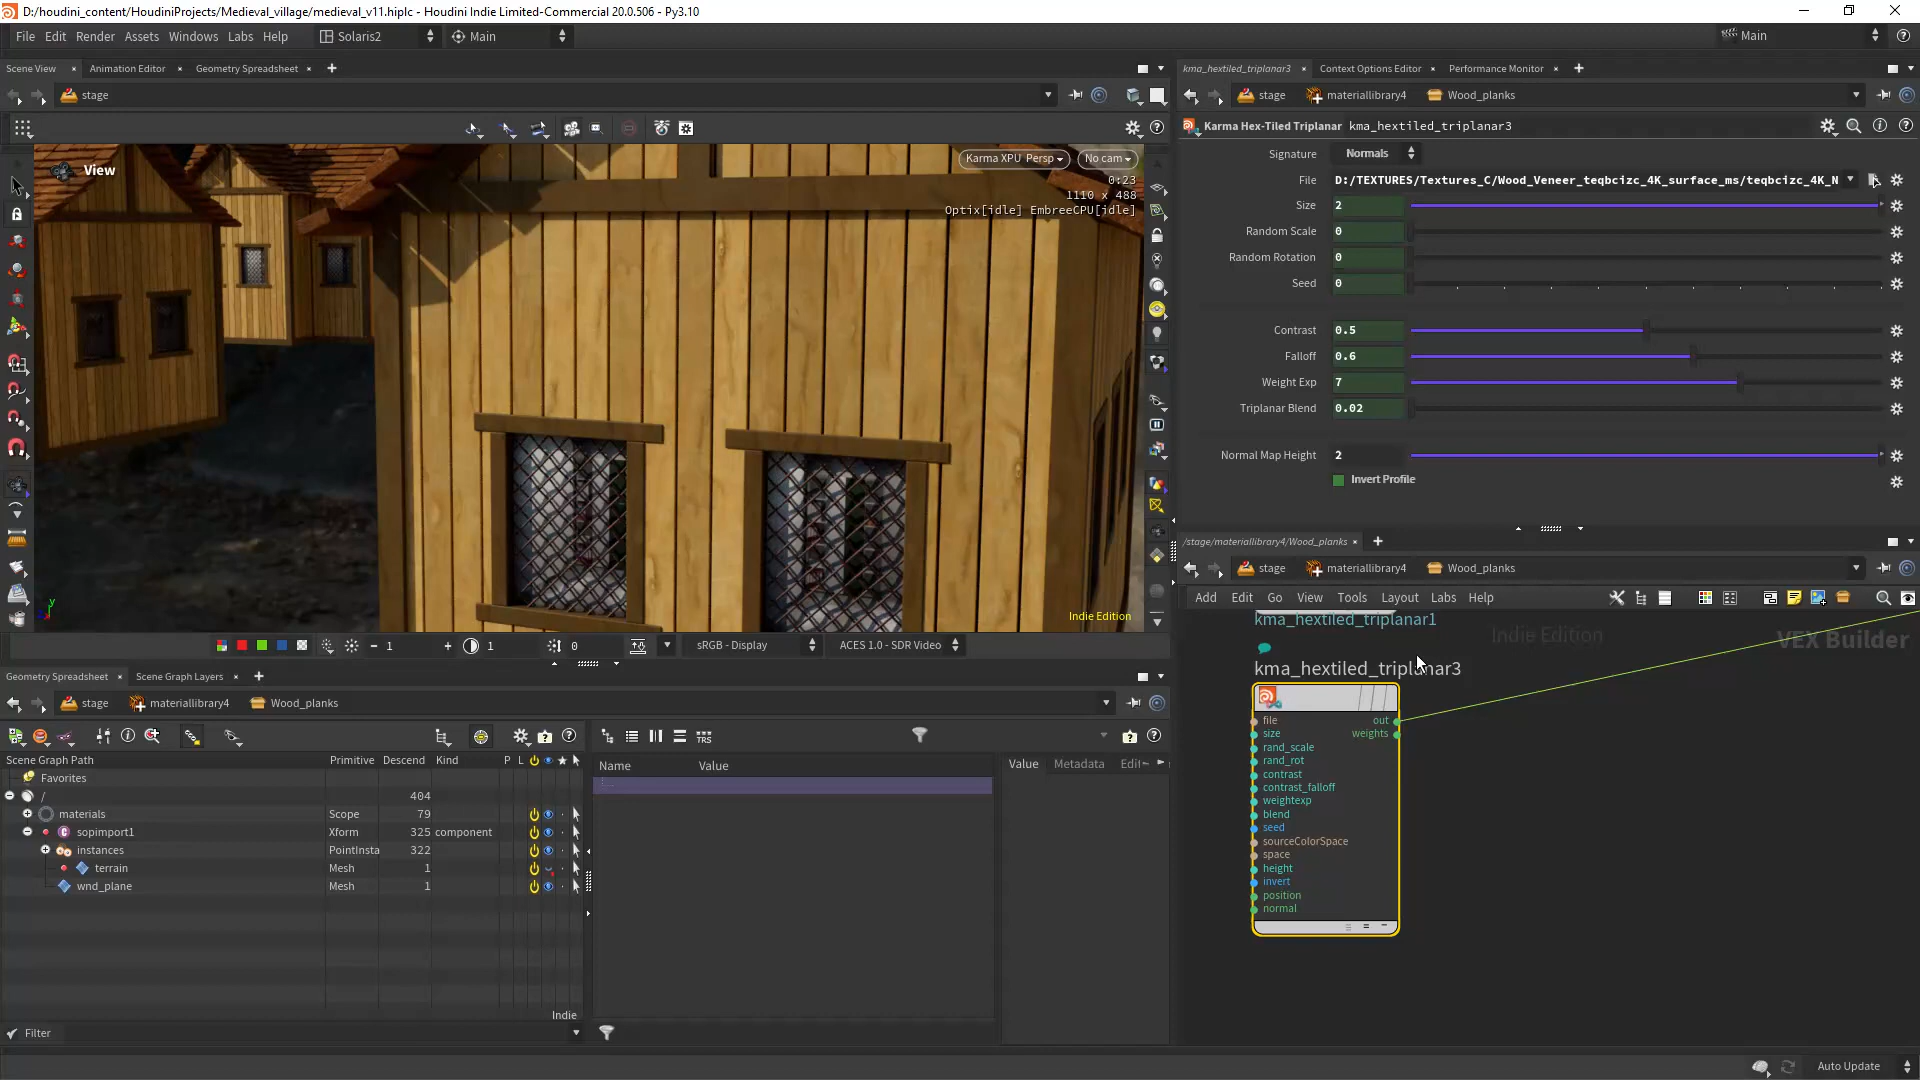 D:/houdini_content/HoudiniProjects/Medieval_village/medieval_v11.hiplc - Houdini Indie Limited-Commercial 20.0.506 - Py3.10
File Edit Render Assets Windows Labs Help Solaris2 Main Main
Scene View Animation Editor Geometry Spreadsheet
stage
View
Karma XPU Persp No cam
0:23
1110 x 488
Optix[idle] EmbreeCPU[idle]
Indie Edition
1 1 0 sRGB - Display ACES 1.0 - SDR Video
kma_hextiled_triplanar3 Context Options Editor Performance Monitor
stage materiallibrary4 Wood_planks
Karma Hex-Tiled Triplanar kma_hextiled_triplanar3
Signature Normals
File D:/TEXTURES/Textures_C/Wood_Veneer_teqbcizc_4K_surface_ms/teqbcizc_4K_N
Size 2
Random Scale 0
Random Rotation 0
Seed 0
Contrast 0.5
Falloff 0.6
Weight Exp 7
Triplanar Blend 0.02
Normal Map Height 2
Invert Profile
/stage/materiallibrary4/Wood_planks
stage materiallibrary4 Wood_planks
Add Edit Go View Tools Layout Labs Help
kma_hextiled_triplanar1
Indie Edition
VEX Builder
kma_hextiled_triplanar3
file out
size weights
rand_scale
rand_rot
contrast
contrast_falloff
weightexp
blend
seed
sourceColorSpace
space
height
invert
position
normal
Geometry Spreadsheet Scene Graph Layers
stage materiallibrary4 Wood_planks
Scene Graph Path Primitive Descend Kind P L
Favorites
/ 404
materials Scope 79
sopimport1 Xform 325 component
instances PointInsta 322
terrain Mesh 1
wnd_plane Mesh 1
Indie
Filter
TRS
Name Value
Value Metadata Edit
Auto Update